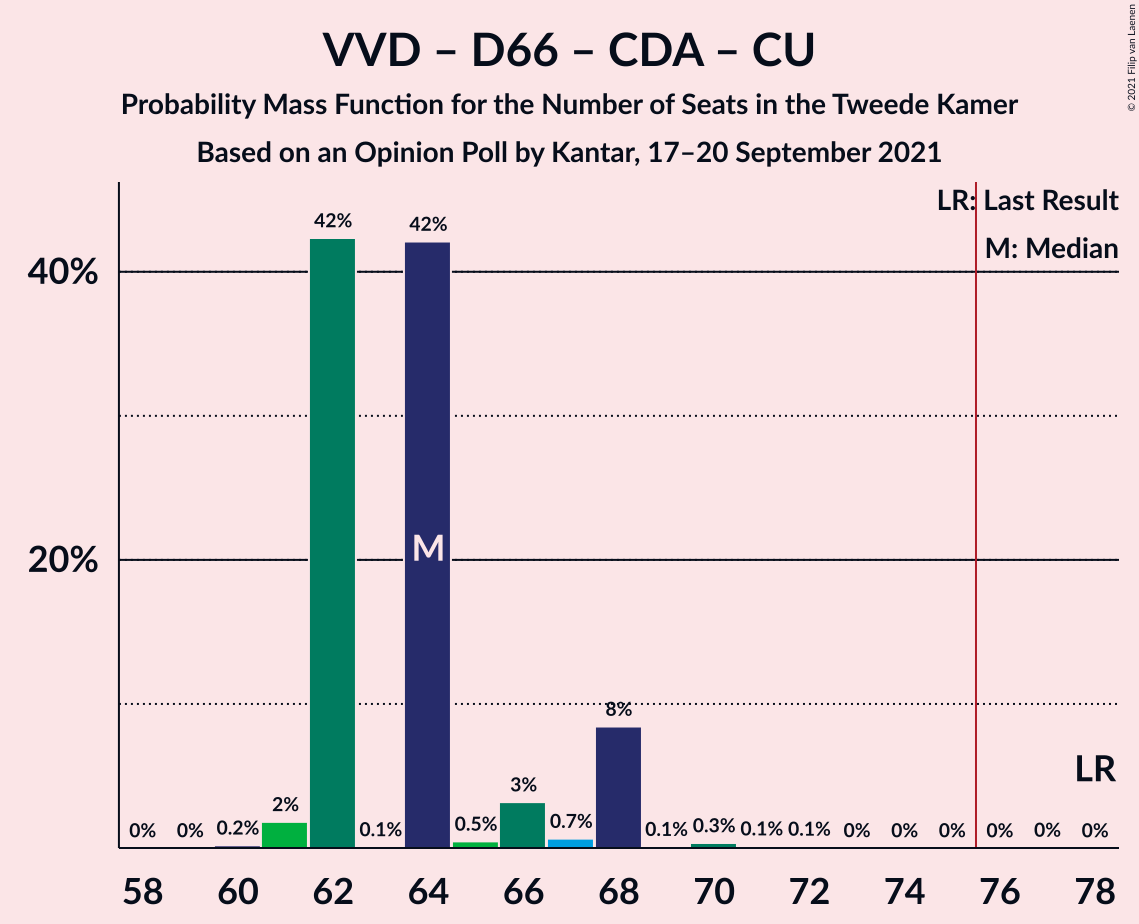 VVD – D66 – CDA – CU
Probability Mass Function for the Number of Seats in the Tweede Kamer
Based on an Opinion Poll by Kantar, 17–20 September 2021
© 2021 Filip van Laenen
LR: Last Result
M: Median
40%
20%
0%
0%
0.2%
2%
42%
0.1%
42%
0.5%
3%
0.7%
8%
0.1%
0.3%
0.1%
0.1%
0%
0%
0%
0%
0%
0%
M
LR
58 60 62 64 66 68 70 72 74 76 78